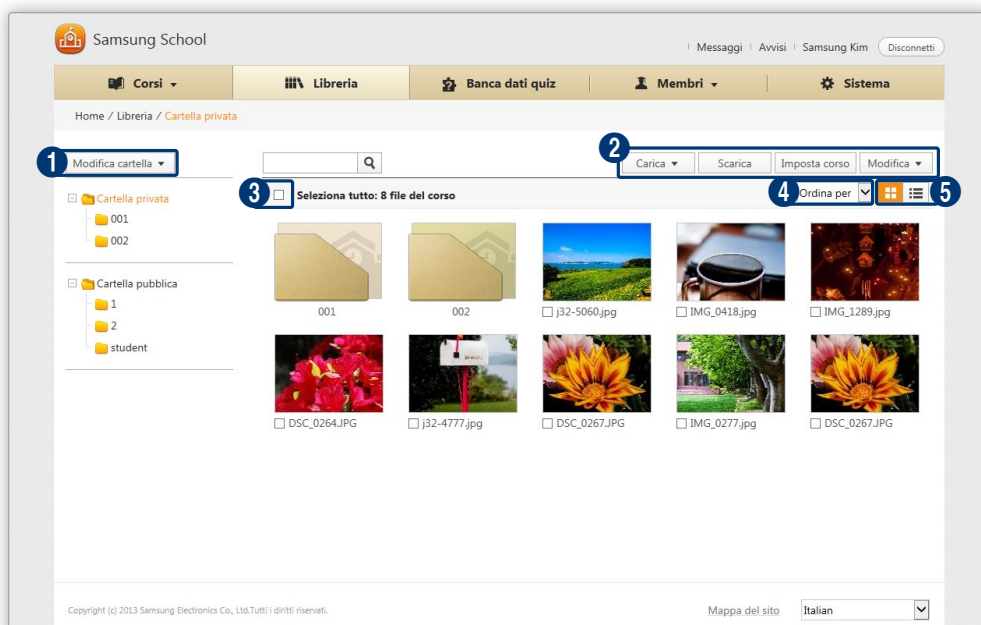 Samsung School
Messaggi Avvisi Samsung Kim Disconnetti
Corsi Libreria Banca dati quiz Membri Sistema
Home / Libreria / Cartella privata
1 Modifica cartella
2 Carica Scarica Imposta corso Modifica
3 Seleziona tutto: 8 file del corso
4 Ordina per 5
Cartella privata
001
002
Cartella pubblica
1
2
student
001 002 j32-5060.jpg IMG_0418.jpg IMG_1289.jpg
DSC_0264.JPG j32-4777.jpg DSC_0267.JPG IMG_0277.jpg DSC_0267.JPG
Copyright (c) 2013 Samsung Electronics Co., Ltd.Tutti i diritti riservati.
Mappa del sito Italian